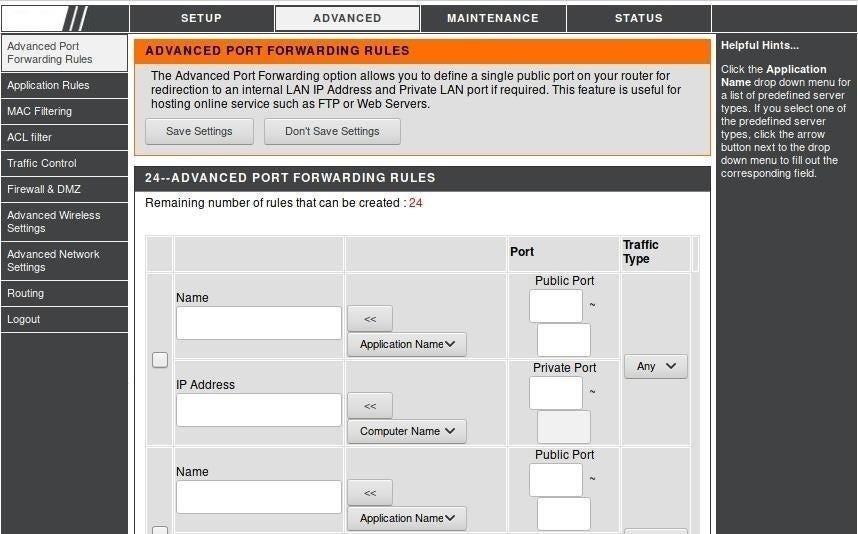 SETUP ADVANCED MAINTENANCE STATUS
Advanced Port
Forwarding Rules
Application Rules
MAC Filtering
ACL filter
Traffic Control
Firewall & DMZ
Advanced Wireless
Settings
Advanced Network
Settings
Routing
Logout
ADVANCED PORT FORWARDING RULES
The Advanced Port Forwarding option allows you to define a single public port on your router for
redirection to an internal LAN IP Address and Private LAN port if required. This feature is useful for
hosting online service such as FTP or Web Servers.
Save Settings Don't Save Settings
24--ADVANCED PORT FORWARDING RULES
Remaining number of rules that can be created : 24
Port
Traffic
Type
Name
<<
Application Name
Public Port
~
Any
IP Address
<<
Computer Name
Private Port
~
Name
<<
Application Name
Public Port
~
Helpful Hints...
Click the Application
Name drop down menu for
a list of predefined server
types. If you select one of
the predefined server
types, click the arrow
button next to the drop
down menu to fill out the
corresponding field.